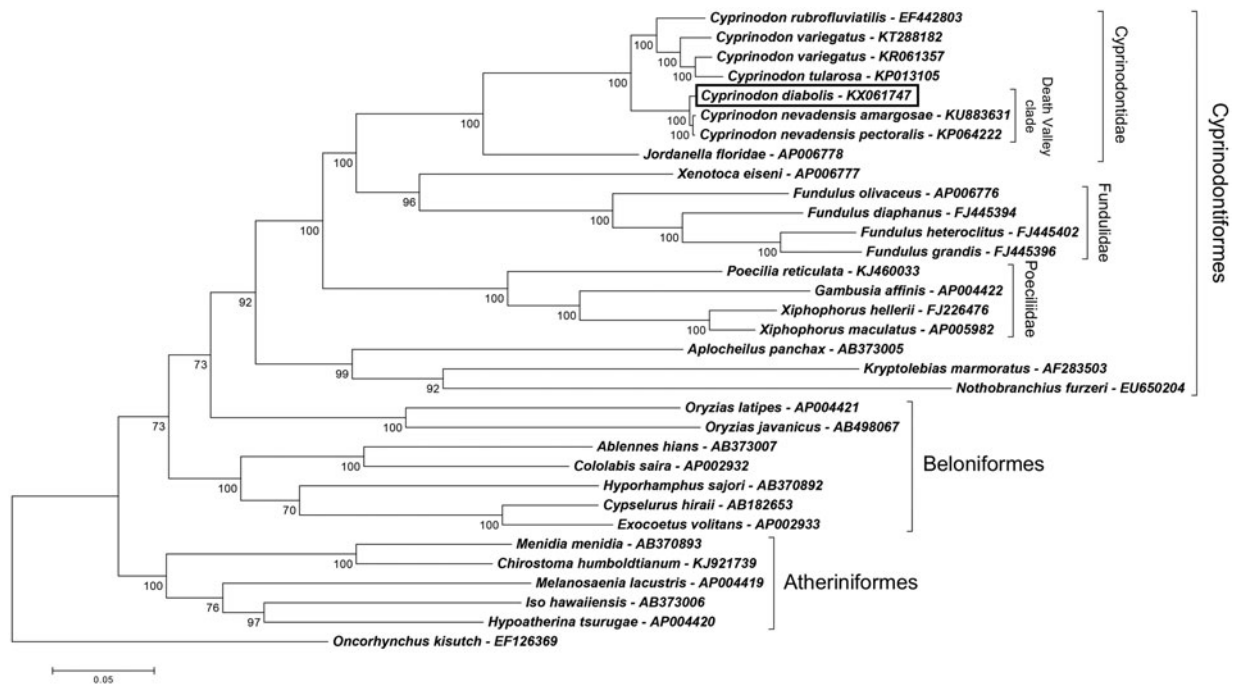 Cyprinodon rubrofluviatilis - EF442803
Cyprinodon variegatus - KT288182
100
Cyprinodon variegatus - KR061357
100
100
Cyprinodon tularosa - KP013105
100
Cyprinodon diabolis - KX061747
Cyprinodon nevadensis amargosae - KU883631
100
100
Cyprinodon nevadensis pectoralis - KP064222
100
Death Valley
clade
Jordanella floridae - AP006778
Cyprinodontidae
100
Xenotoca eiseni - AP006777
96
Fundulus olivaceus - AP006776
Fundulus diaphanus - FJ445394
100
Fundulus heteroclitus - FJ445402
100
100
Fundulus grandis - FJ445396
Fundulidae
100
Poecilia reticulata - KJ460033
Gambusia affinis - AP004422
100
Xiphophorus hellerii - FJ226476
100
100
Xiphophorus maculatus - AP005982
Poeciliidae
92
Aplocheilus panchax - AB373005
99
Kryptolebias marmoratus - AF283503
92
Nothobranchius furzeri - EU650204
Cyprinodontiformes
73
Oryzias latipes - AP004421
100
Oryzias javanicus - AB498067
73
Ablennes hians - AB373007
100
Cololabis saira - AP002932
100
Hyporhamphus sajori - AB370892
70
Cypselurus hiraii - AB182653
100
Exocoetus volitans - AP002933
Beloniformes
Menidia menidia - AB370893
100
Chirostoma humboldtianum - KJ921739
100
Melanosaenia lacustris - AP004419
76
Iso hawaiiensis - AB373006
97
Hypoatherina tsurugae - AP004420
Atheriniformes
Oncorhynchus kisutch - EF126369
0.05